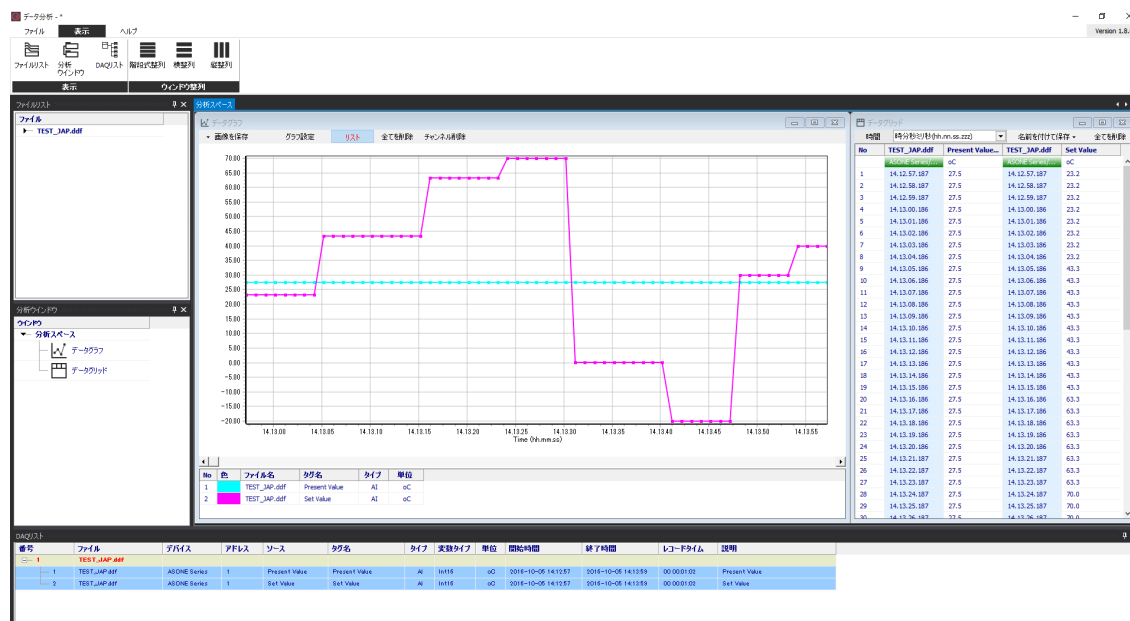 データ分析 - *
ファイル 表示 ヘルプ
Version 1.8.
ファイルリスト 分析ウインドウ DAQリスト 階段式整列 横整列 縦整列
表示 ウィンドウ整列
ファイルリスト
ファイル
TEST_JAP.ddf
分析ウインドウ
ウインドウ
分析スペース
データグラフ
データグリッド
分析スペース
データグラフ
画像を保存 グラフ設定 リスト 全てを削除 チャンネル削除
70.00
65.00
60.00
55.00
50.00
45.00
40.00
35.00
30.00
25.00
20.00
15.00
10.00
5.00
0.00
-5.00
-10.00
-15.00
-20.00
14.13.00 14.13.05 14.13.10 14.13.15 14.13.20 14.13.25 14.13.30 14.13.35 14.13.40 14.13.45 14.13.50 14.13.55
Time (hh.mm.ss)
No 色 ファイル名 タグ名 タイプ 単位
1 TEST_JAP.ddf Present Value AI oC
2 TEST_JAP.ddf Set Value AI oC
データグリッド
時間 時分秒ミリ秒(hh.nn.ss.zzz) 名前を付けて保存 全てを削除
No TEST_JAP.ddf Present Value... TEST_JAP.ddf Set Value
ASONE Series/... oC ASONE Series/... oC
1 14.12.57.187 27.5 14.12.57.187 23.2
2 14.12.58.187 27.5 14.12.58.187 23.2
3 14.12.59.187 27.5 14.12.59.187 23.2
4 14.13.00.186 27.5 14.13.00.186 23.2
5 14.13.01.186 27.5 14.13.01.186 23.2
6 14.13.02.186 27.5 14.13.02.186 23.2
7 14.13.03.186 27.5 14.13.03.186 23.2
8 14.13.04.186 27.5 14.13.04.186 23.2
9 14.13.05.186 27.5 14.13.05.186 43.3
10 14.13.06.186 27.5 14.13.06.186 43.3
11 14.13.07.186 27.5 14.13.07.186 43.3
12 14.13.08.186 27.5 14.13.08.186 43.3
13 14.13.09.186 27.5 14.13.09.186 43.3
14 14.13.10.186 27.5 14.13.10.186 43.3
15 14.13.11.186 27.5 14.13.11.186 43.3
16 14.13.12.186 27.5 14.13.12.186 43.3
17 14.13.13.186 27.5 14.13.13.186 43.3
18 14.13.14.186 27.5 14.13.14.186 43.3
19 14.13.15.186 27.5 14.13.15.186 43.3
20 14.13.16.186 27.5 14.13.16.186 63.3
21 14.13.17.186 27.5 14.13.17.186 63.3
22 14.13.18.186 27.5 14.13.18.186 63.3
23 14.13.19.186 27.5 14.13.19.186 63.3
24 14.13.20.186 27.5 14.13.20.186 63.3
25 14.13.21.187 27.5 14.13.21.187 63.3
26 14.13.22.187 27.5 14.13.22.187 63.3
27 14.13.23.187 27.5 14.13.23.187 63.3
28 14.13.24.187 27.5 14.13.24.187 70.0
29 14.13.25.187 27.5 14.13.25.187 70.0
30 14.13.26.187 27.5 14.13.26.187 70.0
DAQリスト
番号 ファイル デバイス アドレス ソース タグ名 タイプ 変数タイプ 単位 開始時間 終了時間 レコードタイム 説明
1 TEST_JAP.ddf
1 TEST_JAP.ddf ASONE Series 1 Present Value Present Value AI Int16 oC 2016-10-05 14:12:57 2016-10-05 14:13:59 00:00:01:02 Present Value
2 TEST_JAP.ddf ASONE Series 1 Set Value Set Value AI Int16 oC 2016-10-05 14:12:57 2016-10-05 14:13:59 00:00:01:02 Set Value